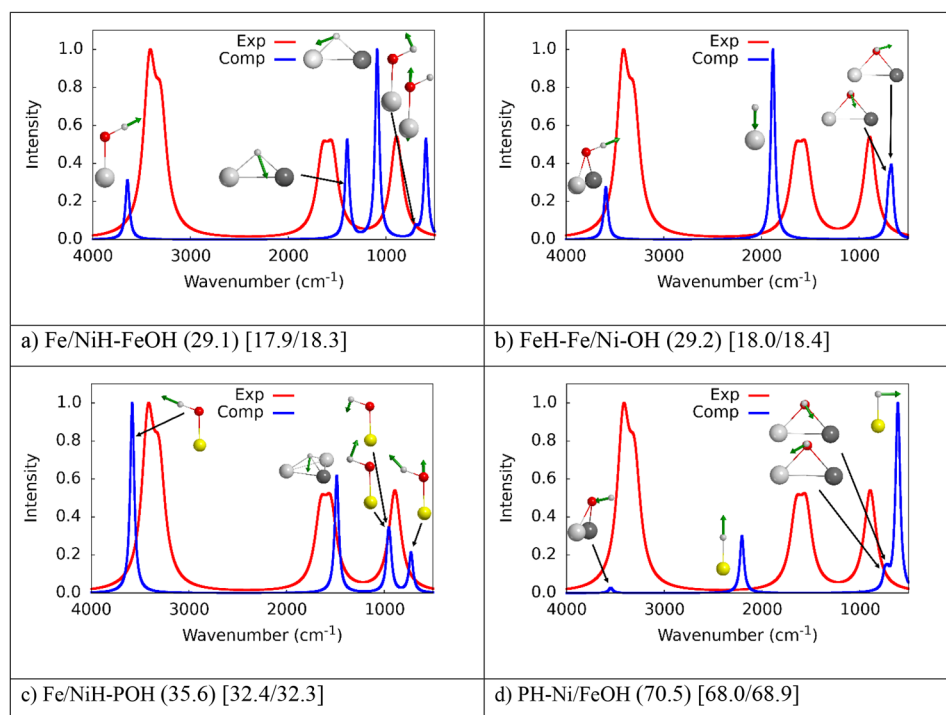 Exp
Comp
Intensity
1.0
0.8
0.6
0.4
0.2
0.0
4000
3000
2000
1000
Wavenumber (cm⁻¹)
a) Fe/NiH-FeOH (29.1) [17.9/18.3]
Exp
Comp
Intensity
1.0
0.8
0.6
0.4
0.2
0.0
4000
3000
2000
1000
Wavenumber (cm⁻¹)
b) FeH-Fe/Ni-OH (29.2) [18.0/18.4]
Exp
Comp
Intensity
1.0
0.8
0.6
0.4
0.2
0.0
4000
3000
2000
1000
Wavenumber (cm⁻¹)
c) Fe/NiH-POH (35.6) [32.4/32.3]
Exp
Comp
Intensity
1.0
0.8
0.6
0.4
0.2
0.0
4000
3000
2000
1000
Wavenumber (cm⁻¹)
d) PH-Ni/FeOH (70.5) [68.0/68.9]